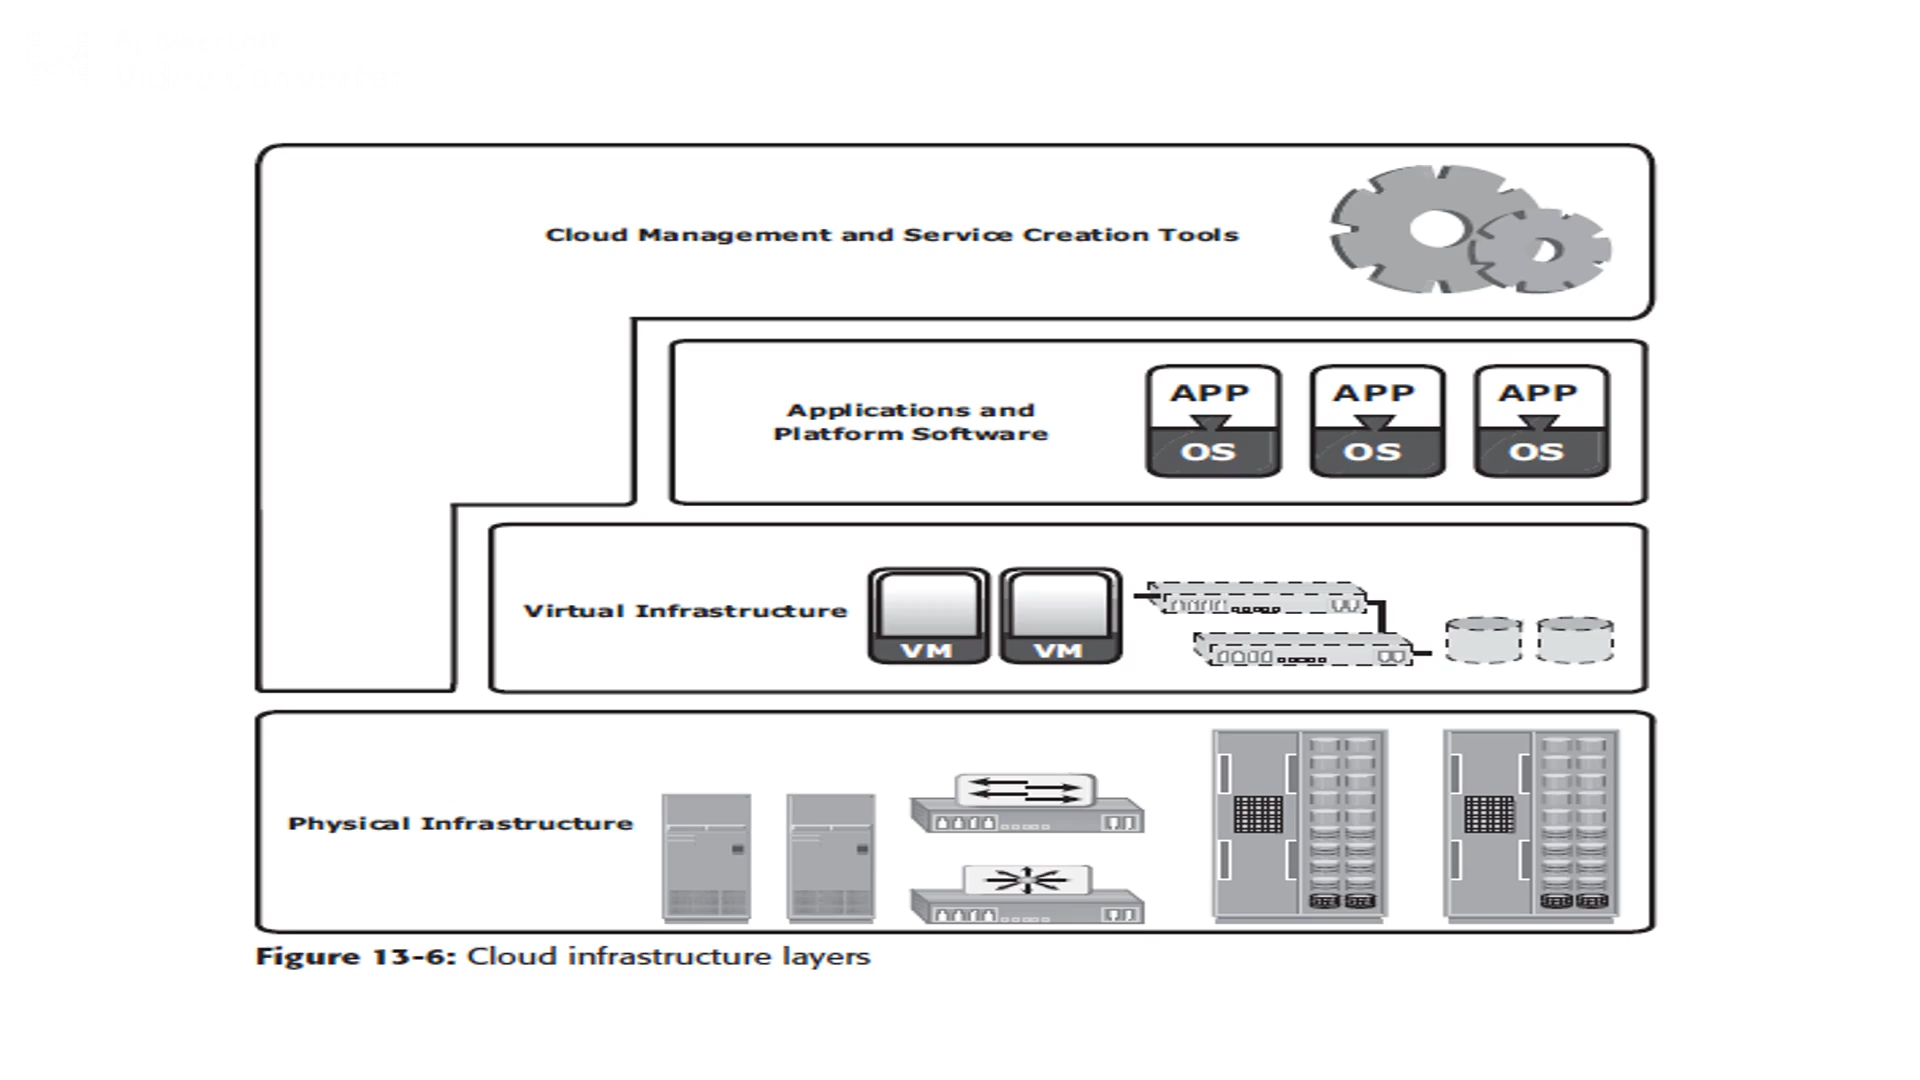 Cloud Management and Service Creation Tools
APP
APP
APP
Applications and
Platform Software
OS
OS
OS
Virtual Infrastructure
VM
VM
Physical Infrastructure
Figure 13-6: Cloud infrastructure layers